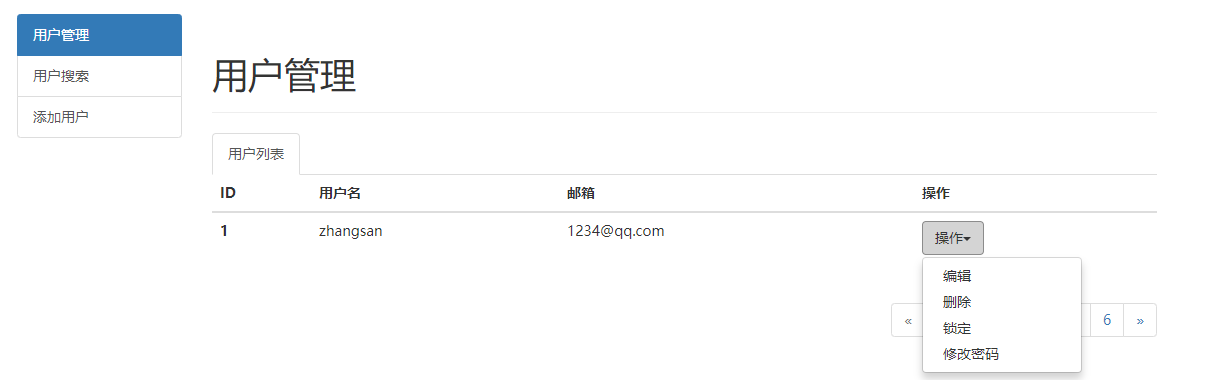 用户管理
用户搜索
添加用户
用户管理
用户列表
ID 用户名 邮箱 操作
1 zhangsan 1234@qq.com 操作
编辑
删除
锁定
修改密码
« 6 »